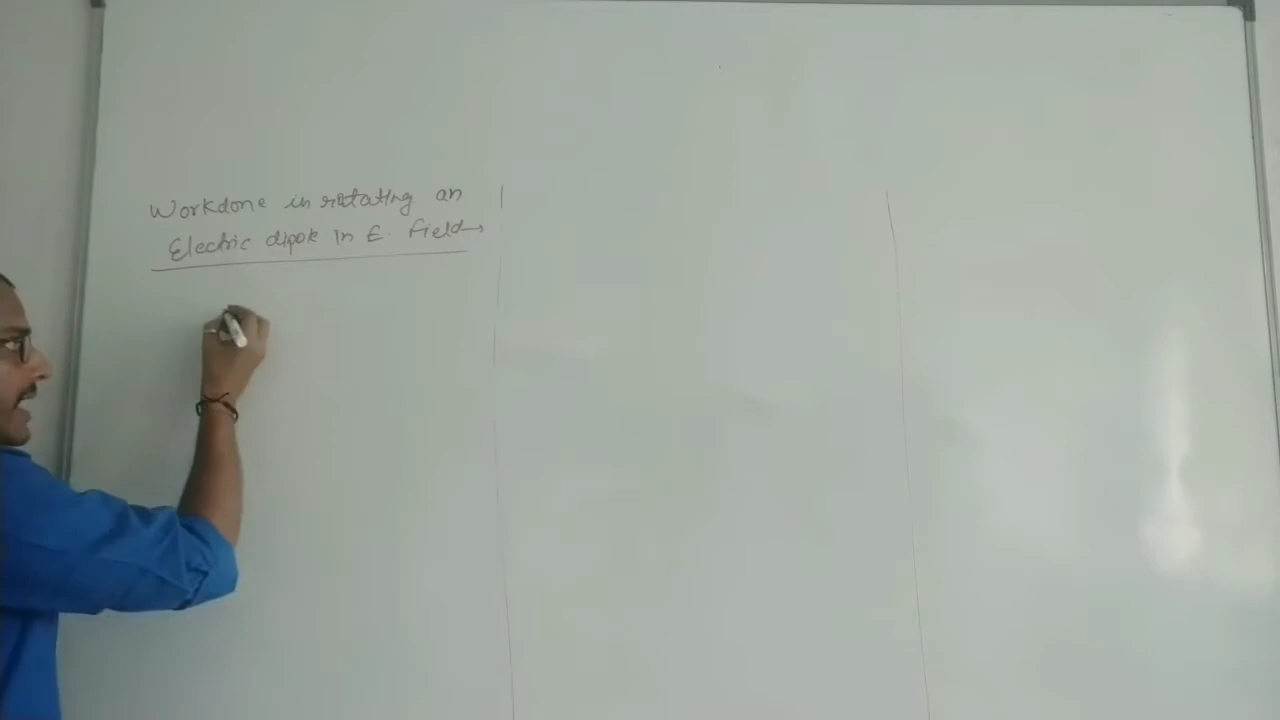 Workdone in rotating an
Electric dipole in E. field→